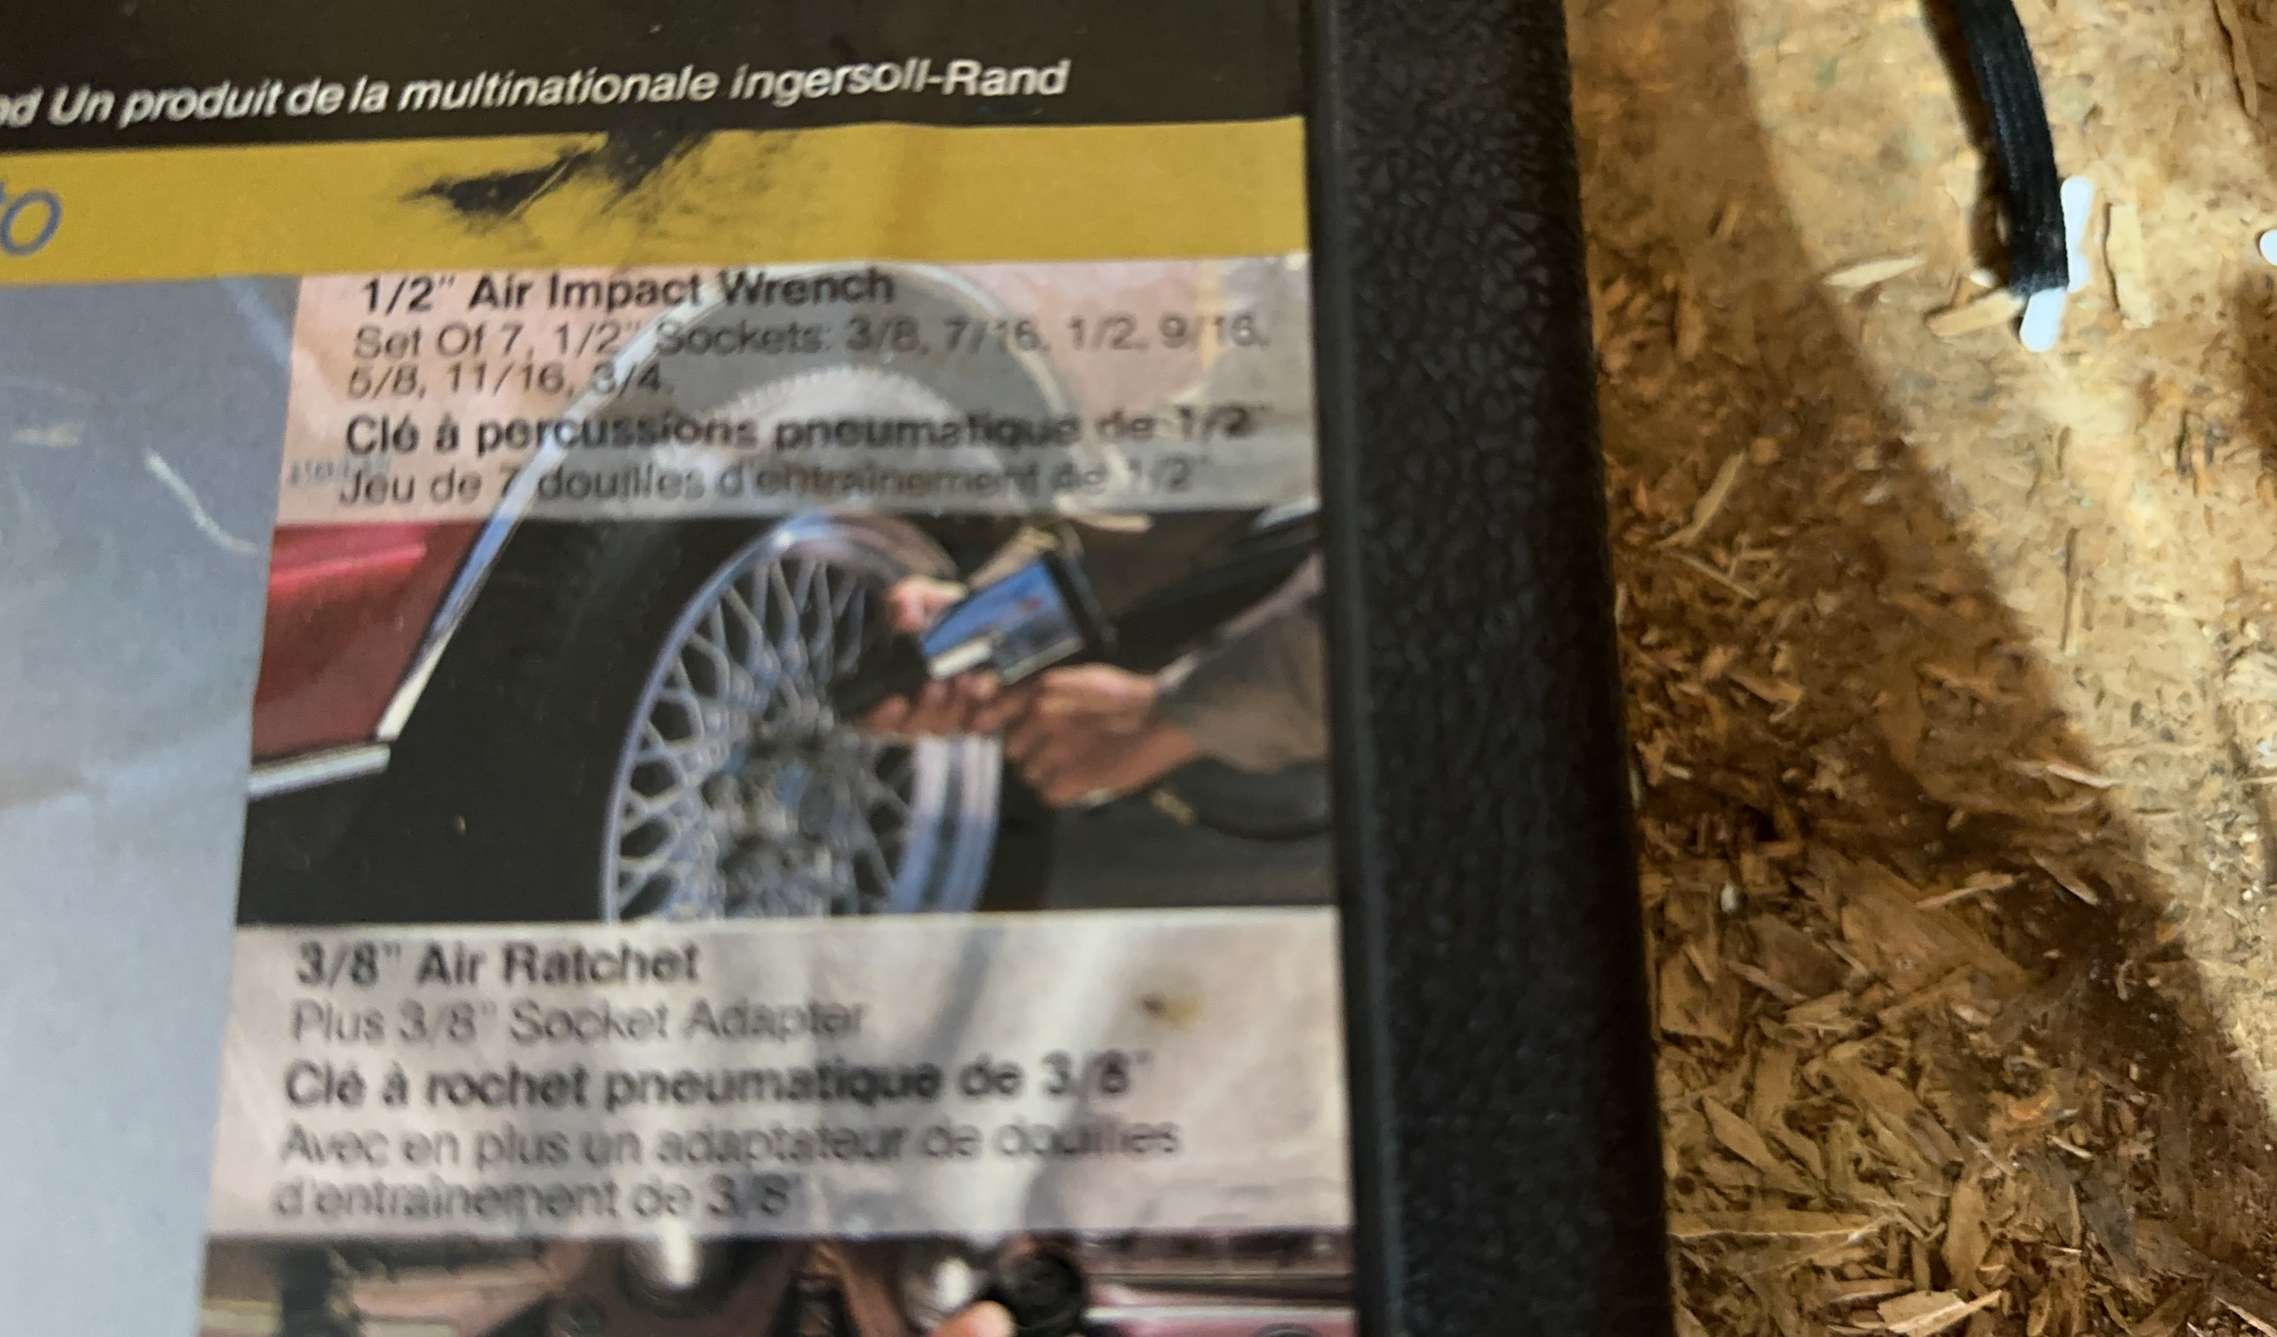 Un produit de la multinationale ingersoll-Rand
1/2" Air Impact Wrench
Set Of 7, 1/2" Sockets: 3/8, 7/16, 1/2, 9/16,
5/8, 11/16, 3/4.
Clé à percussions pneumatique de 1/2"
Jeu de 7 douilles d'entraînement de 1/2"
3/8" Air Ratchet
Plus 3/8" Socket Adapter
Clé à rochet pneumatique de 3/8"
Avec en plus un adaptateur de douilles
d'entraînement de 3/8"